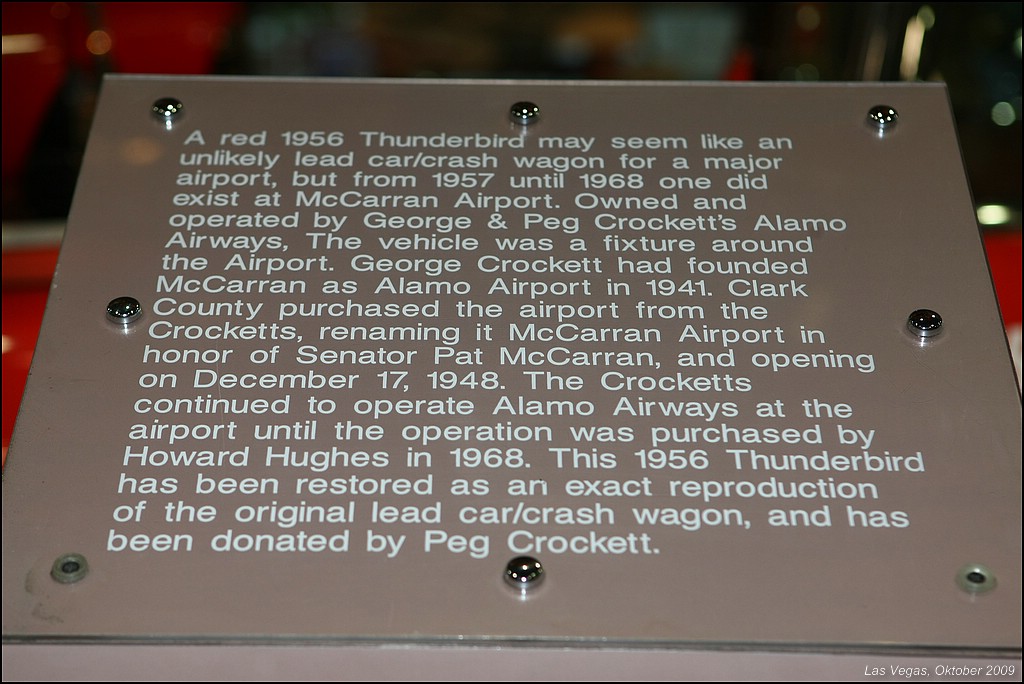 A red 1956 Thunderbird may seem like an
unlikely lead car/crash wagon for a major
airport, but from 1957 until 1968 one did
exist at McCarran Airport. Owned and
operated by George & Peg Crockett's Alamo
Airways, The vehicle was a fixture around
the Airport. George Crockett had founded
McCarran as Alamo Airport in 1941. Clark
County purchased the airport from the
Crocketts, renaming it McCarran Airport in
honor of Senator Pat McCarran, and opening
on December 17, 1948. The Crocketts
continued to operate Alamo Airways at the
airport until the operation was purchased by
Howard Hughes in 1968. This 1956 Thunderbird
has been restored as an exact reproduction
of the original lead car/crash wagon, and has
been donated by Peg Crockett.
Las Vegas, Oktober 2009